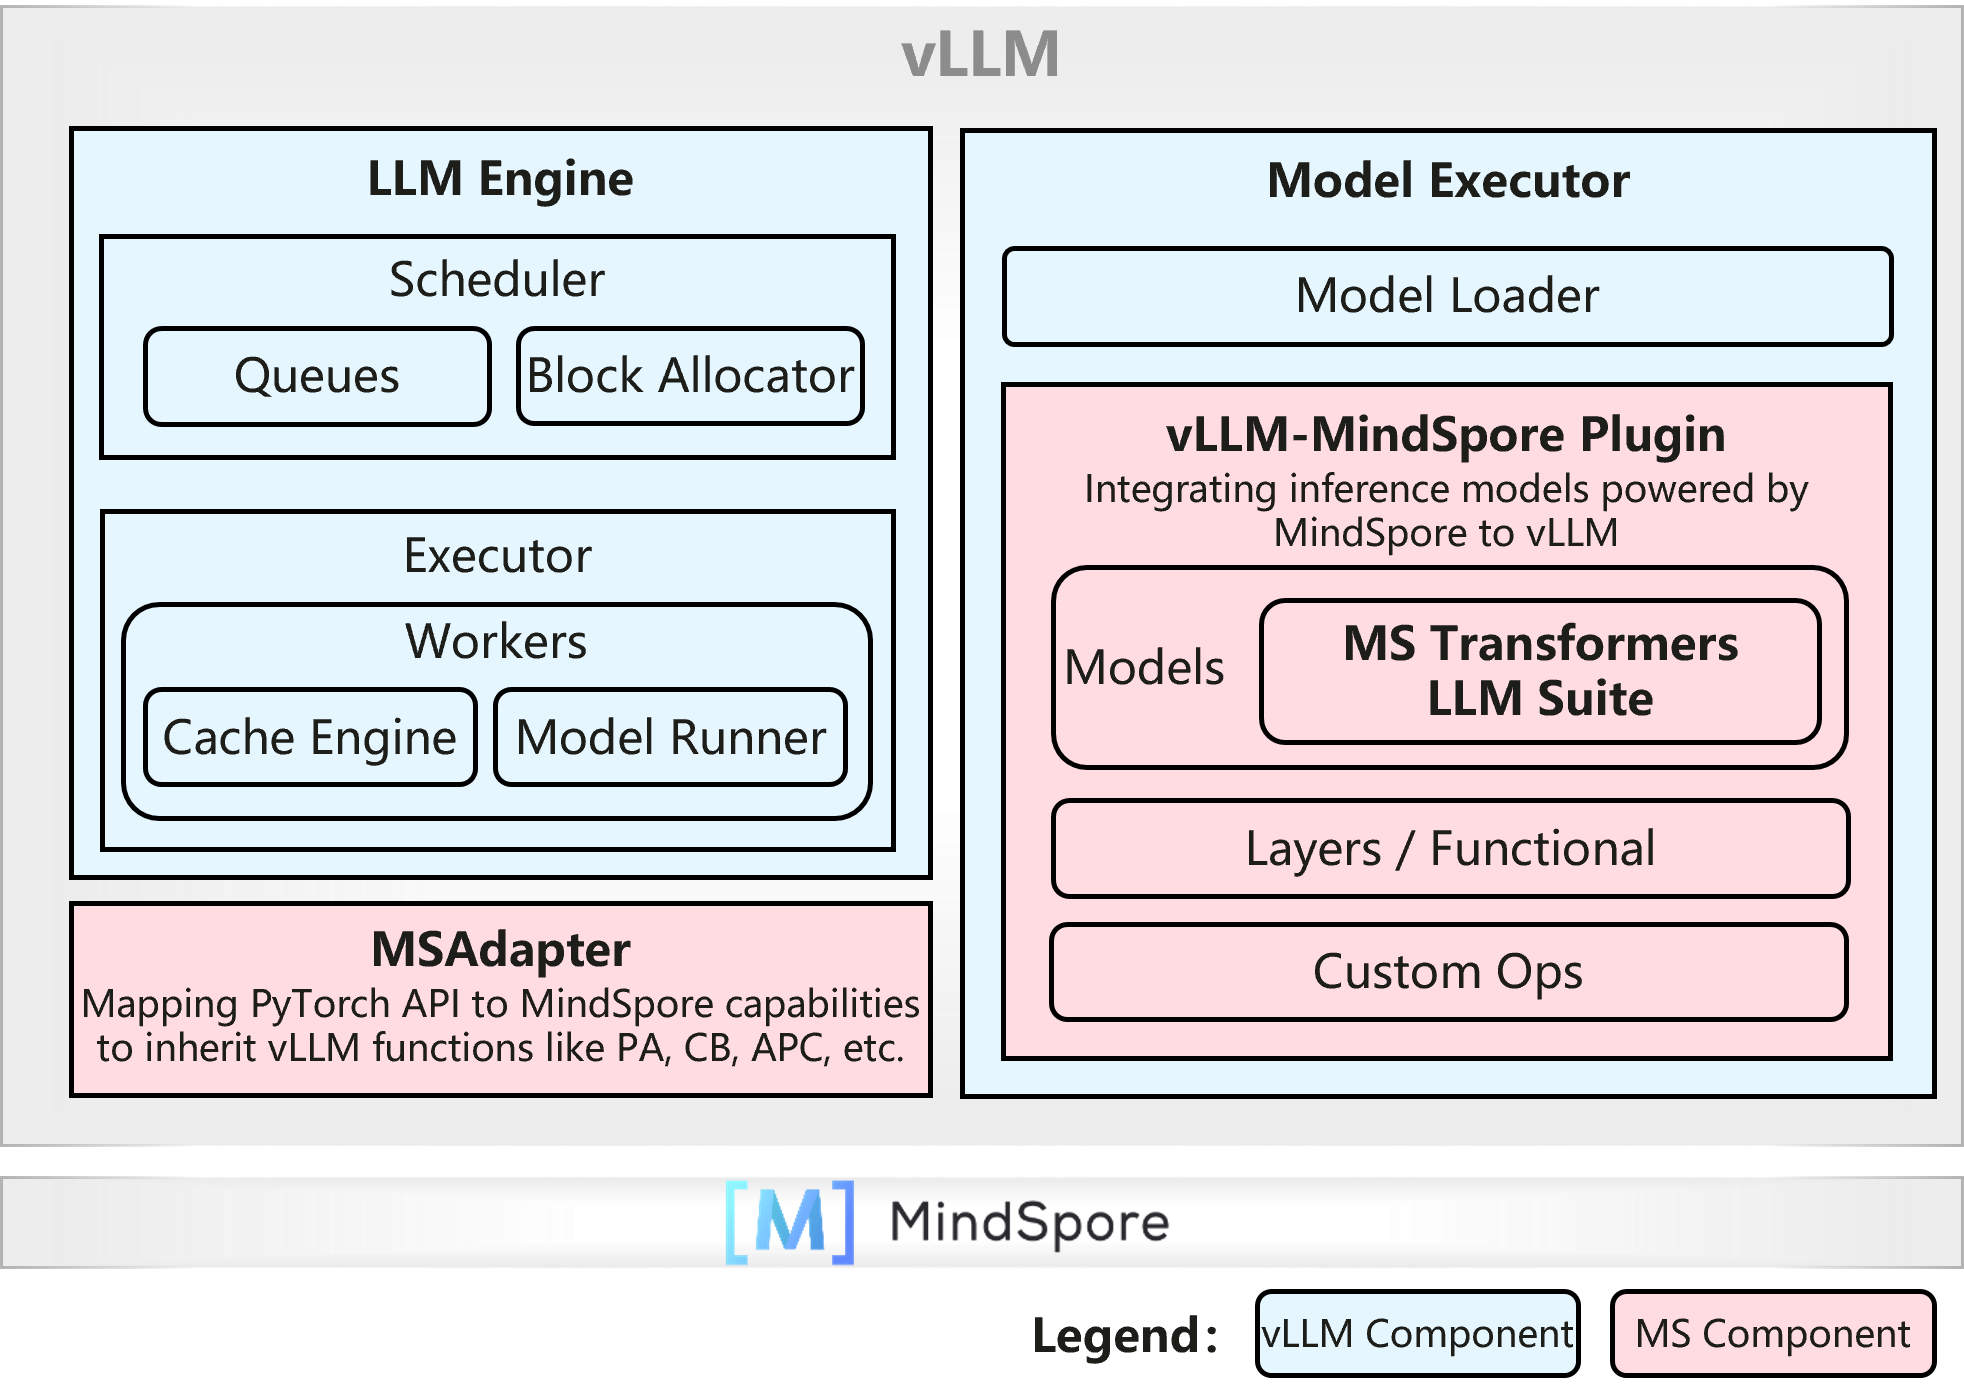 vLLM
LLM Engine
Scheduler
Queues
Block Allocator
Executor
Workers
Cache Engine
Model Runner
MSAdapter
Mapping PyTorch API to MindSpore capabilities
to inherit vLLM functions like PA, CB, APC, etc.
Model Executor
Model Loader
vLLM-MindSpore Plugin
Integrating inference models powered by
MindSpore to vLLM
Models
MS Transformers
LLM Suite
Layers / Functional
Custom Ops
[M] MindSpore
Legend:
vLLM Component
MS Component